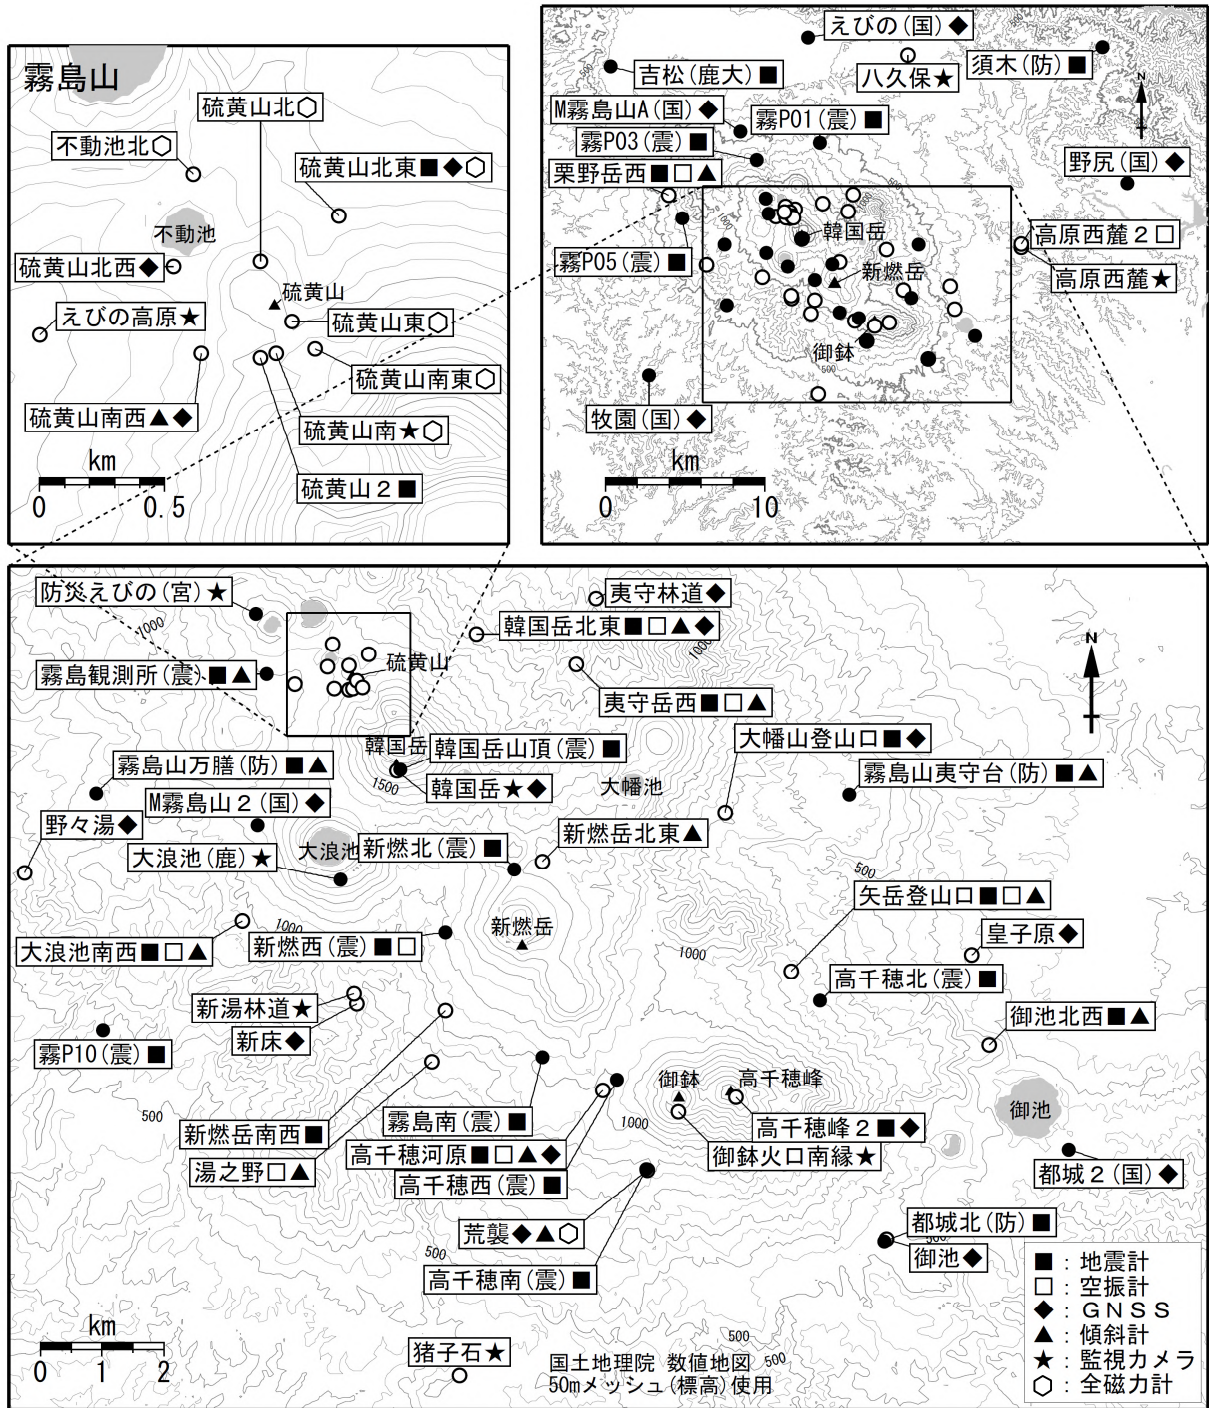 霧島山
硫黄山北⬡
不動池北⬡
硫黄山北東■◆⬡
不動池
硫黄山北西◆
硫黄山
えびの高原★
硫黄山東⬡
硫黄山南東⬡
硫黄山南西▲◆
硫黄山南★⬡
硫黄山2■
km
0 0.5
えびの(国)◆
吉松(鹿大)■
八久保★
須木(防)■
M霧島山A(国)◆
霧P01(震)■
霧P03(震)■
栗野岳西■□▲
野尻(国)◆
N
韓国岳
高原西麓2□
霧P05(震)■
新燃岳
高原西麓★
御鉢
500
牧園(国)◆
km
0 10
防災えびの(宮)★
夷守林道◆
1000
韓国岳北東■□▲◆
1000
N
霧島観測所(震)■▲
硫黄山
夷守岳西■□▲
大幡山登山口■◆
韓国岳
韓国岳山頂(震)■
霧島山万膳(防)■▲
霧島山夷守台(防)■▲
1500
韓国岳★◆
大幡池
M霧島山2(国)◆
野々湯◆
新燃岳北東▲
大浪池
新燃北(震)■
大浪池(鹿)★
500
矢岳登山口■□▲
1000
新燃岳
皇子原◆
大浪池南西■□▲
新燃西(震)■□
1000
高千穂北(震)■
新湯林道★
御池北西■▲
新床◆
霧P10(震)■
御鉢
高千穂峰
御池
500
霧島南(震)■
1000
新燃岳南西■
高千穂峰2■◆
高千穂河原■□▲◆
御鉢火口南縁★
湯之野□▲
高千穂西(震)■
都城2(国)◆
荒襲◆▲⬡
都城北(防)■
500
500
御池◆
高千穂南(震)■
■:地震計
□:空振計
◆:GNSS
▲:傾斜計
★:監視カメラ
⬡:全磁力計
km
0 1 2
猪子石★
500
国土地理院 数値地図
500
50mメッシュ(標高)使用